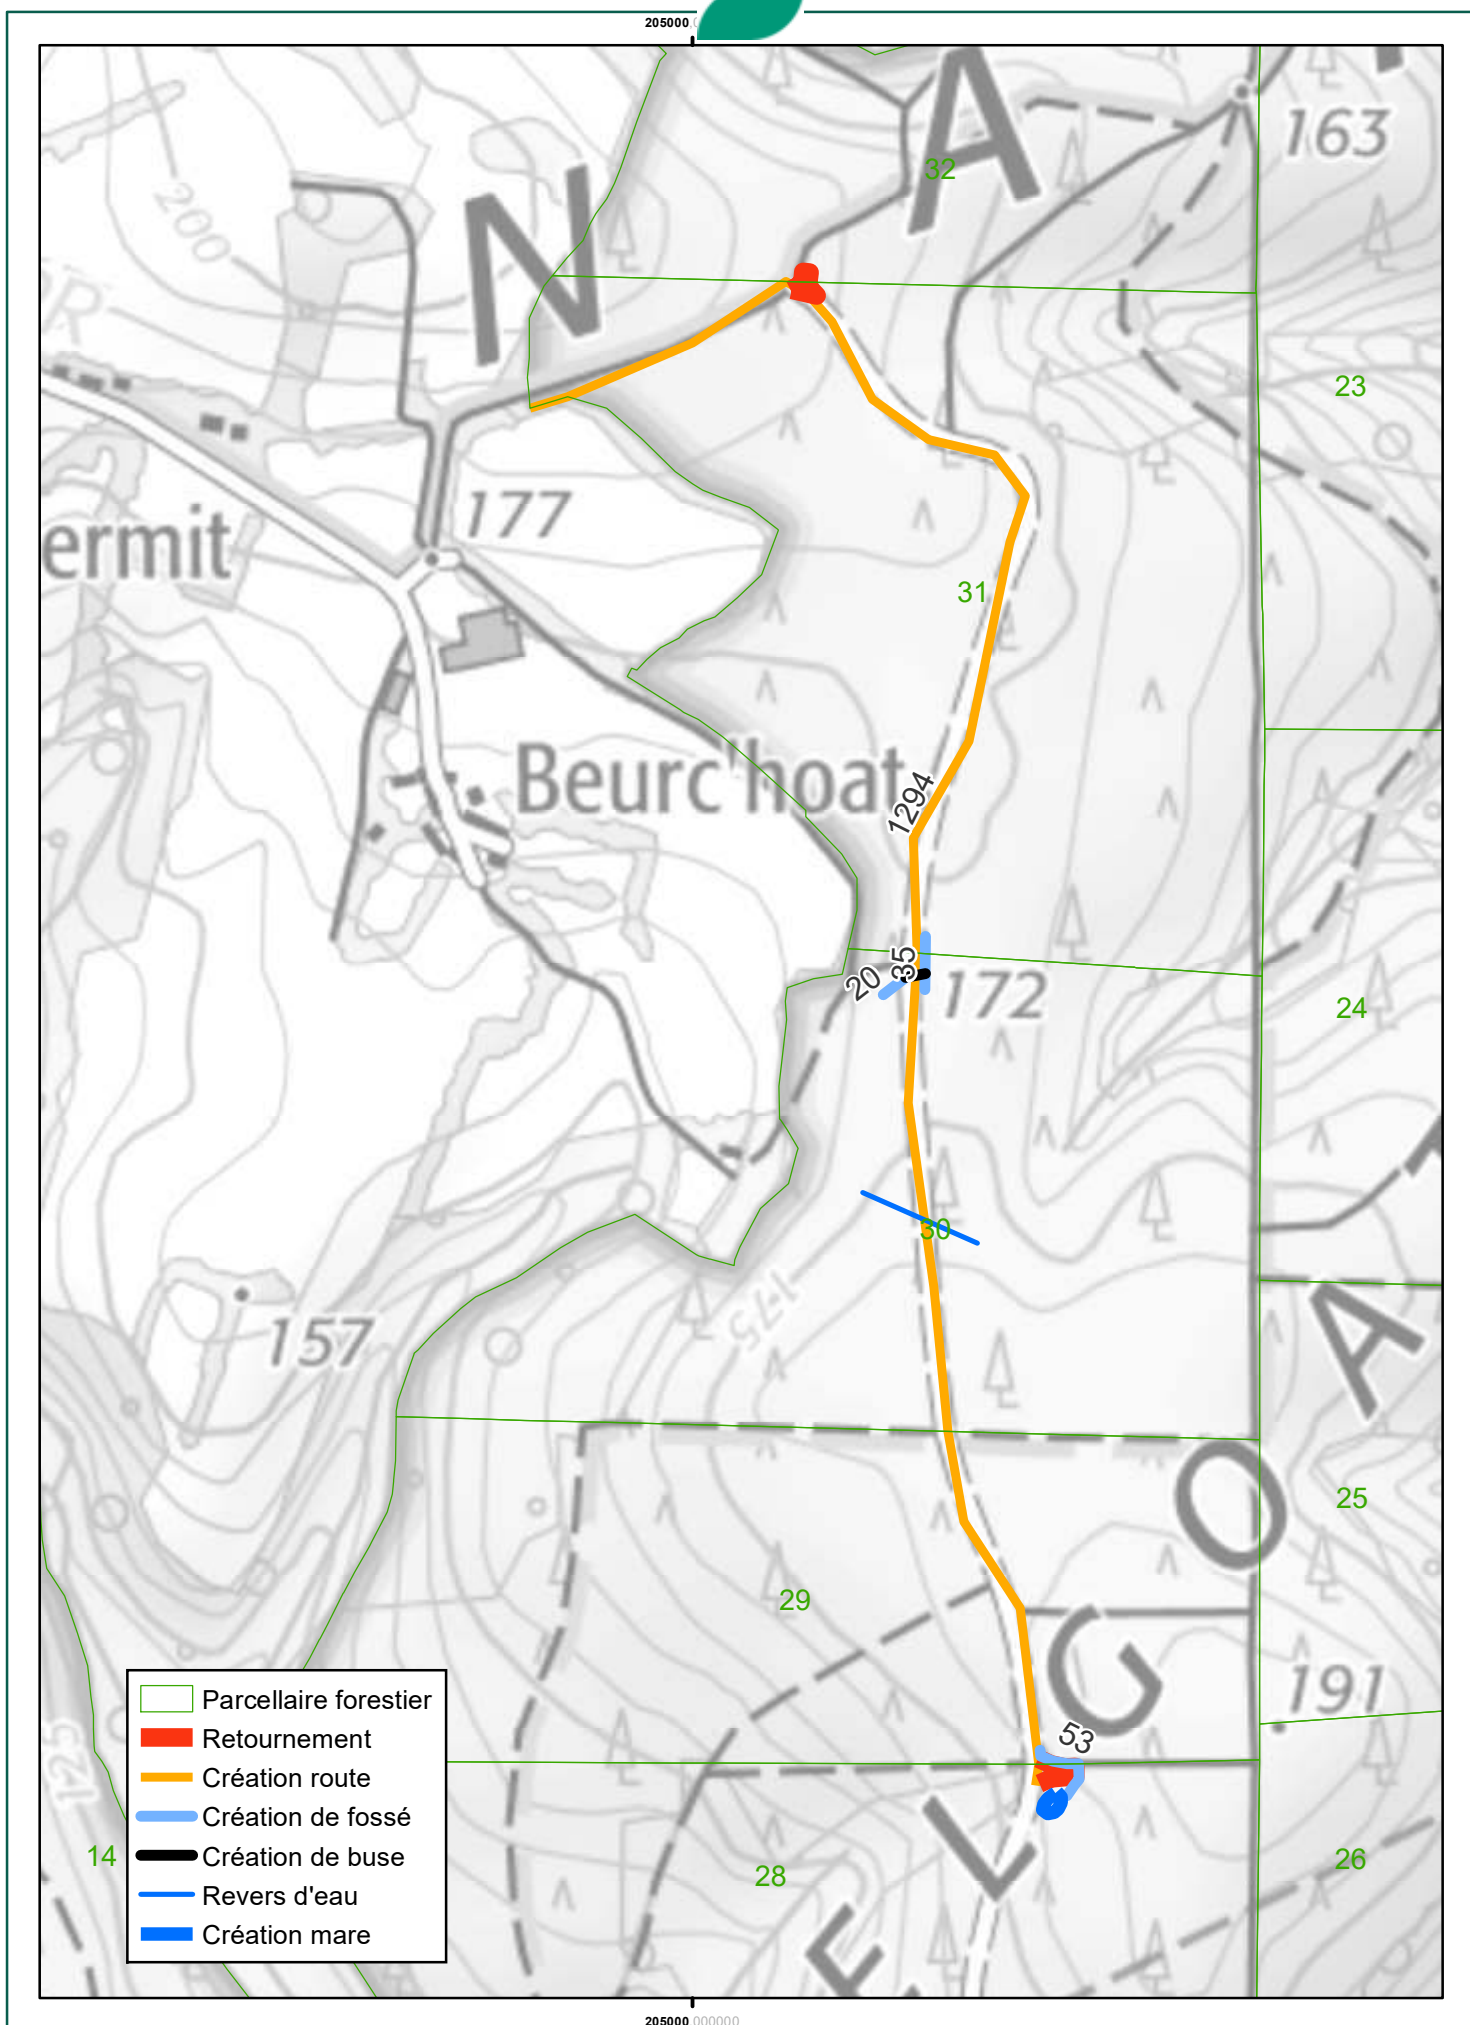 205000
A
163
32
200
N
23
177
ermit
31
Beurc'hoat
1294
35
20
172
24
30
175
157
A
O
25
29
G
191
53
L
E
125
14
28
26
Parcellaire forestier
Retournement
Création route
Création de fossé
Création de buse
Revers d'eau
Création mare
205000,000000